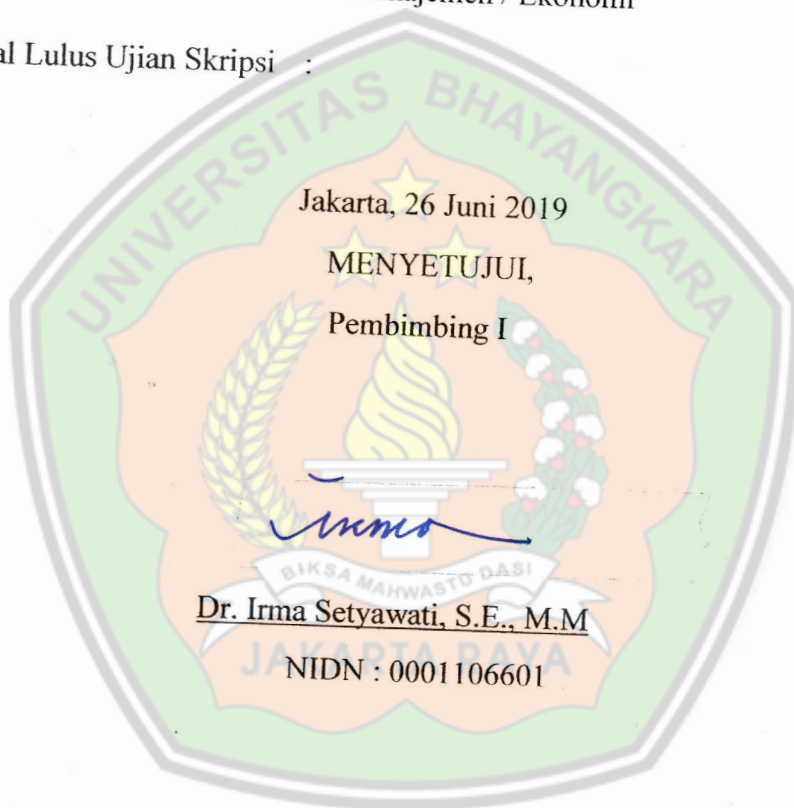 Ekonomi
al Lulus Ujian Skripsi :
UNIVERSITAS BHAYANGKARA
Jakarta, 26 Juni 2019
MENYETUJUI,
Pembimbing I
BIKSA MAHWASTU DASI
Dr. Irma Setyawati, S.E., M.M
JAKARTA RAYA
NIDN : 0001106601